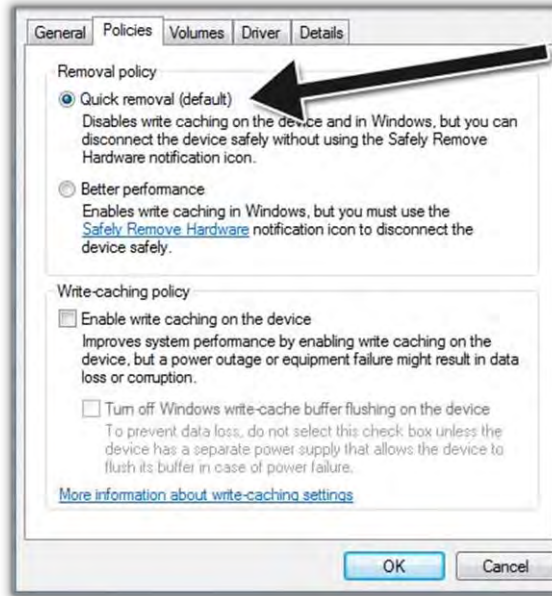 General Policies Volumes Driver Details
Removal policy
Quick removal (default)
Disables write caching on the device and in Windows, but you can
disconnect the device safely without using the Safely Remove
Hardware notification icon.
Better performance
Enables write caching in Windows, but you must use the
Safely Remove Hardware notification icon to disconnect the
device safely.
Write-caching policy
Enable write caching on the device
Improves system performance by enabling write caching on the
device, but a power outage or equipment failure might result in data
loss or corruption.
Turn off Windows write-cache buffer flushing on the device
To prevent data loss, do not select this check box unless the
device has a separate power supply that allows the device to
flush its buffer in case of power failure.
More information about write-caching settings
OK Cancel